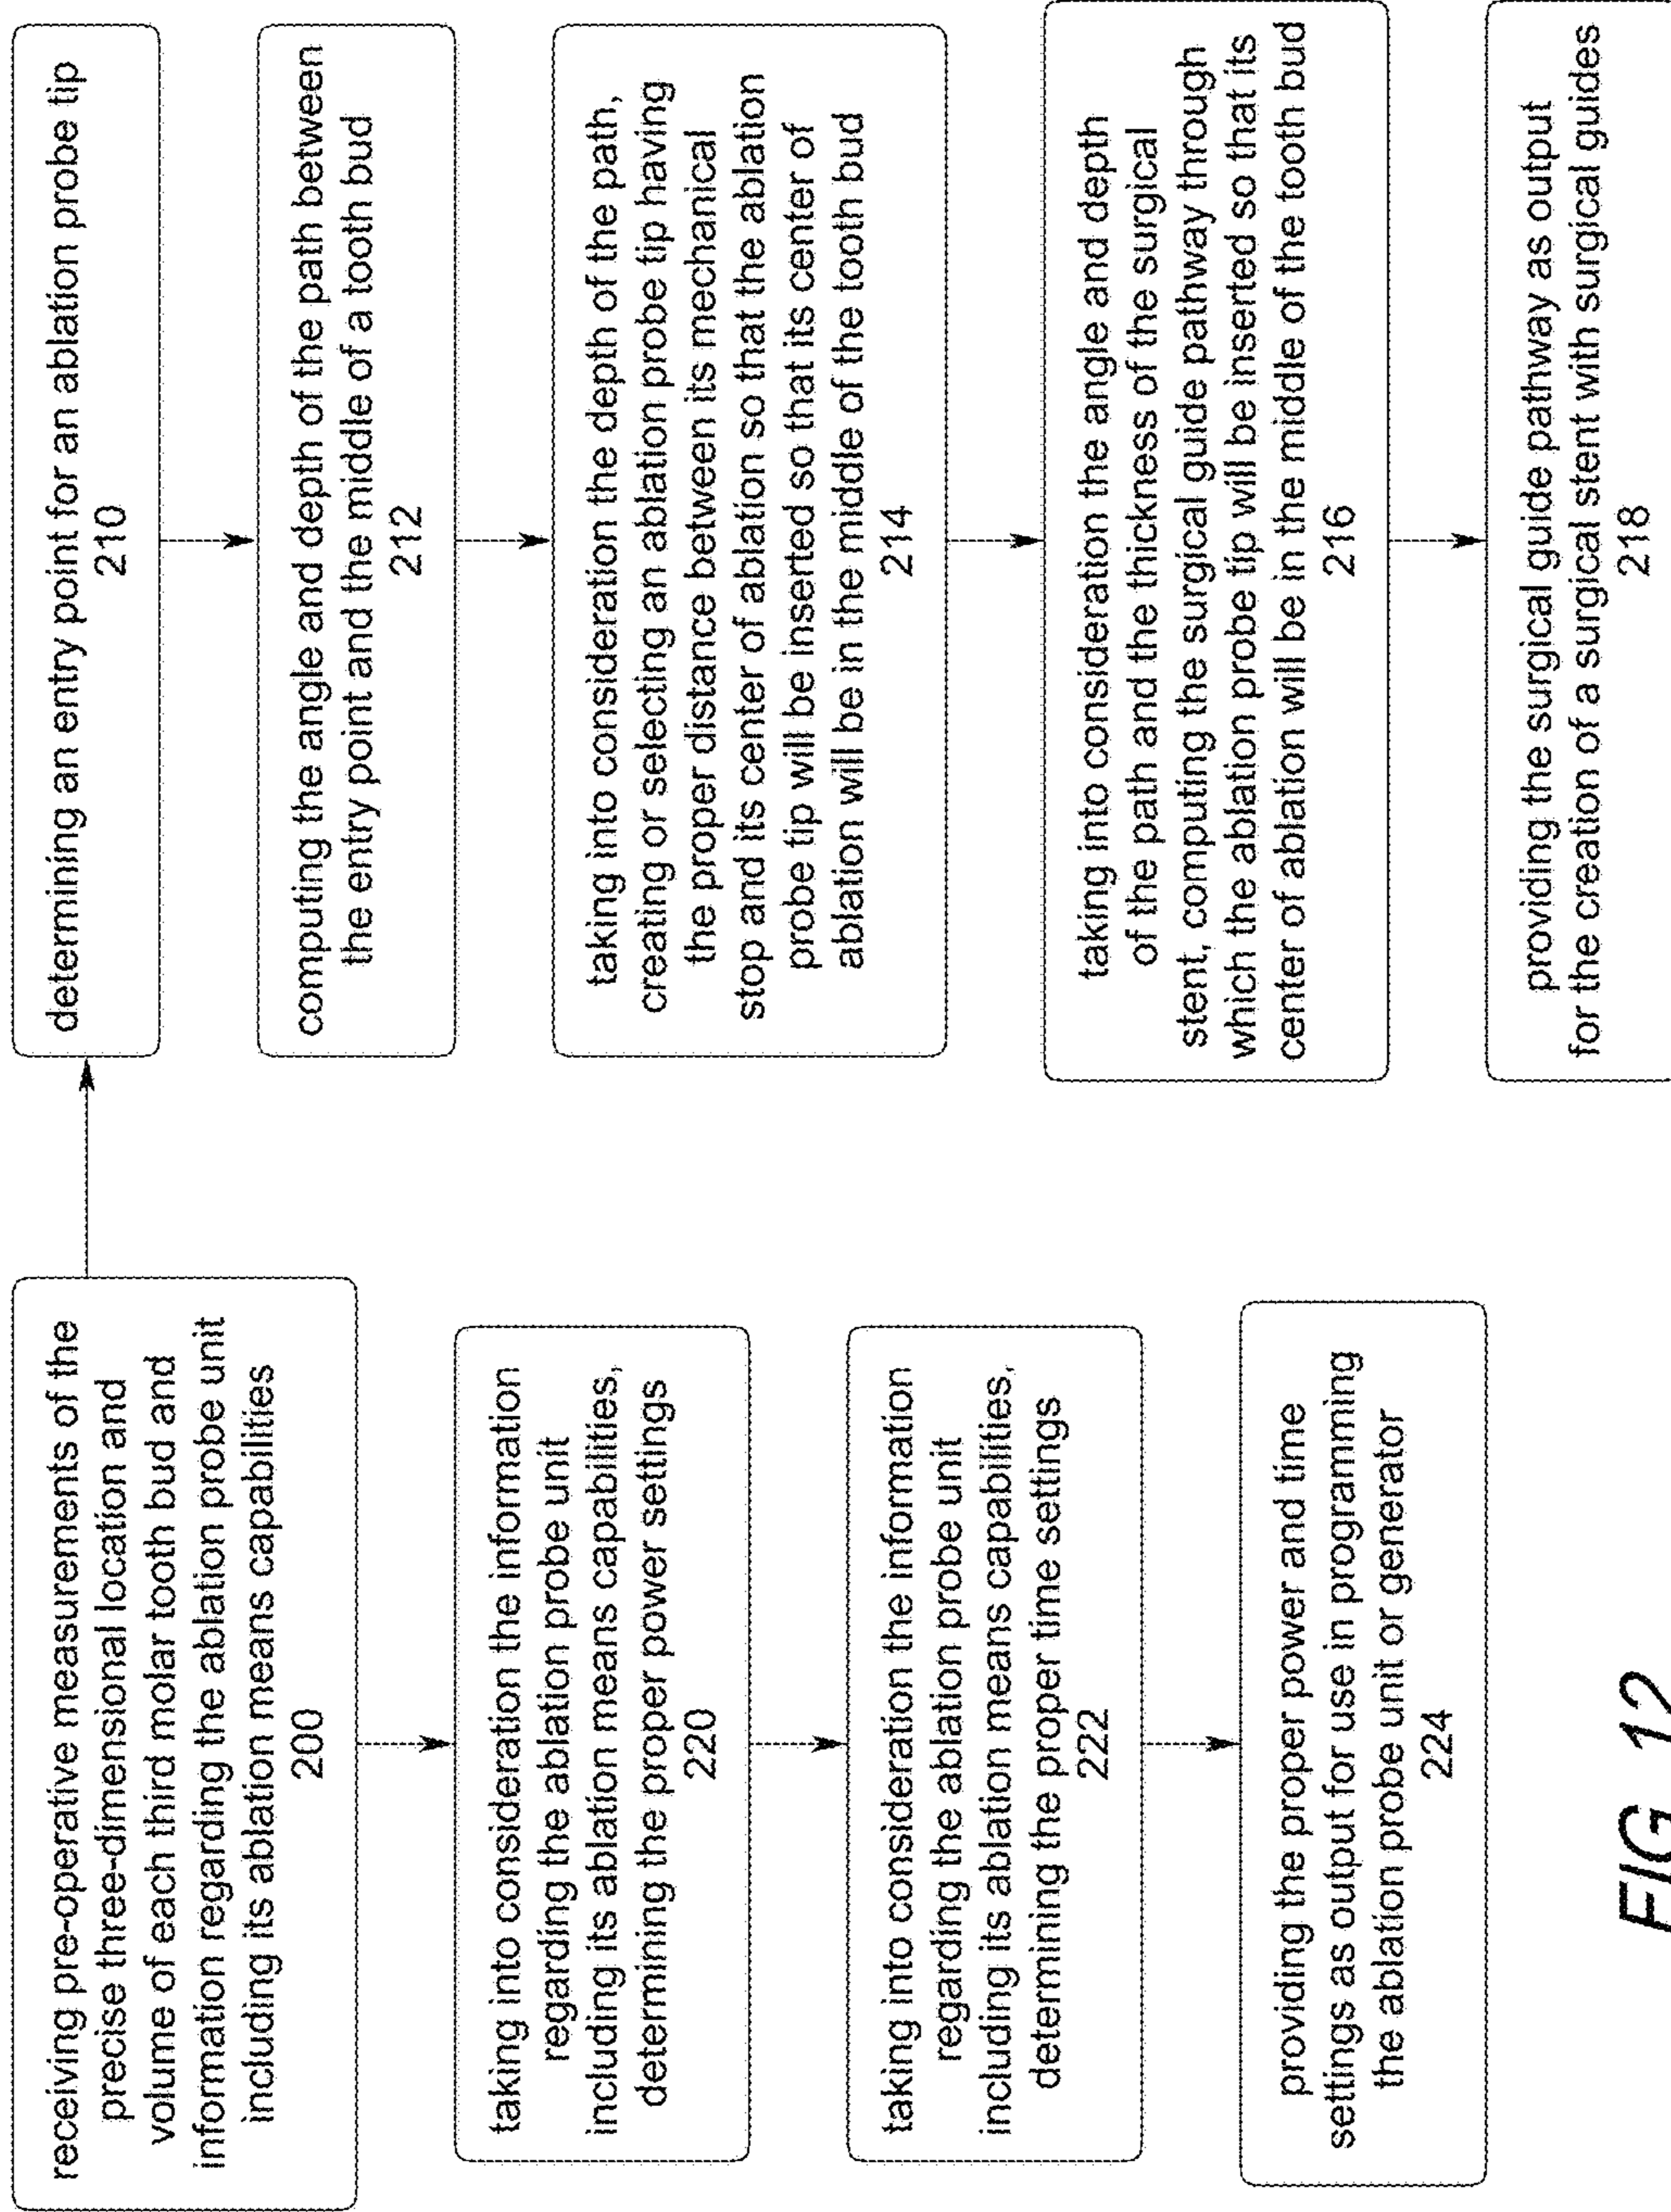 receiving pre-operative measurements of the
precise three-dimensional location and
volume of each third molar tooth bud and
information regarding the ablation probe unit
including its ablation means capabilities
200
taking into consideration the information
regarding the ablation probe unit
including its ablation means capabilities,
determining the proper power settings
220
taking into consideration the information
regarding the ablation probe unit
including its ablation means capabilities,
determining the proper time settings
222
providing the proper power and time
settings as output for use in programming
the ablation probe unit or generator
224
determining an entry point for an ablation probe tip
210
computing the angle and depth of the path between
the entry point and the middle of a tooth bud
212
taking into consideration the depth of the path,
creating or selecting an ablation probe tip having
the proper distance between its mechanical
stop and its center of ablation so that the ablation
probe tip will be inserted so that its center of
ablation will be in the middle of the tooth bud
214
taking into consideration the angle and depth
of the path and the thickness of the surgical
stent, computing the surgical guide pathway through
which the ablation probe tip will be inserted so that its
center of ablation will be in the middle of the tooth bud
216
providing the surgical guide pathway as output
for the creation of a surgical stent with surgical guides
218
FIG 12